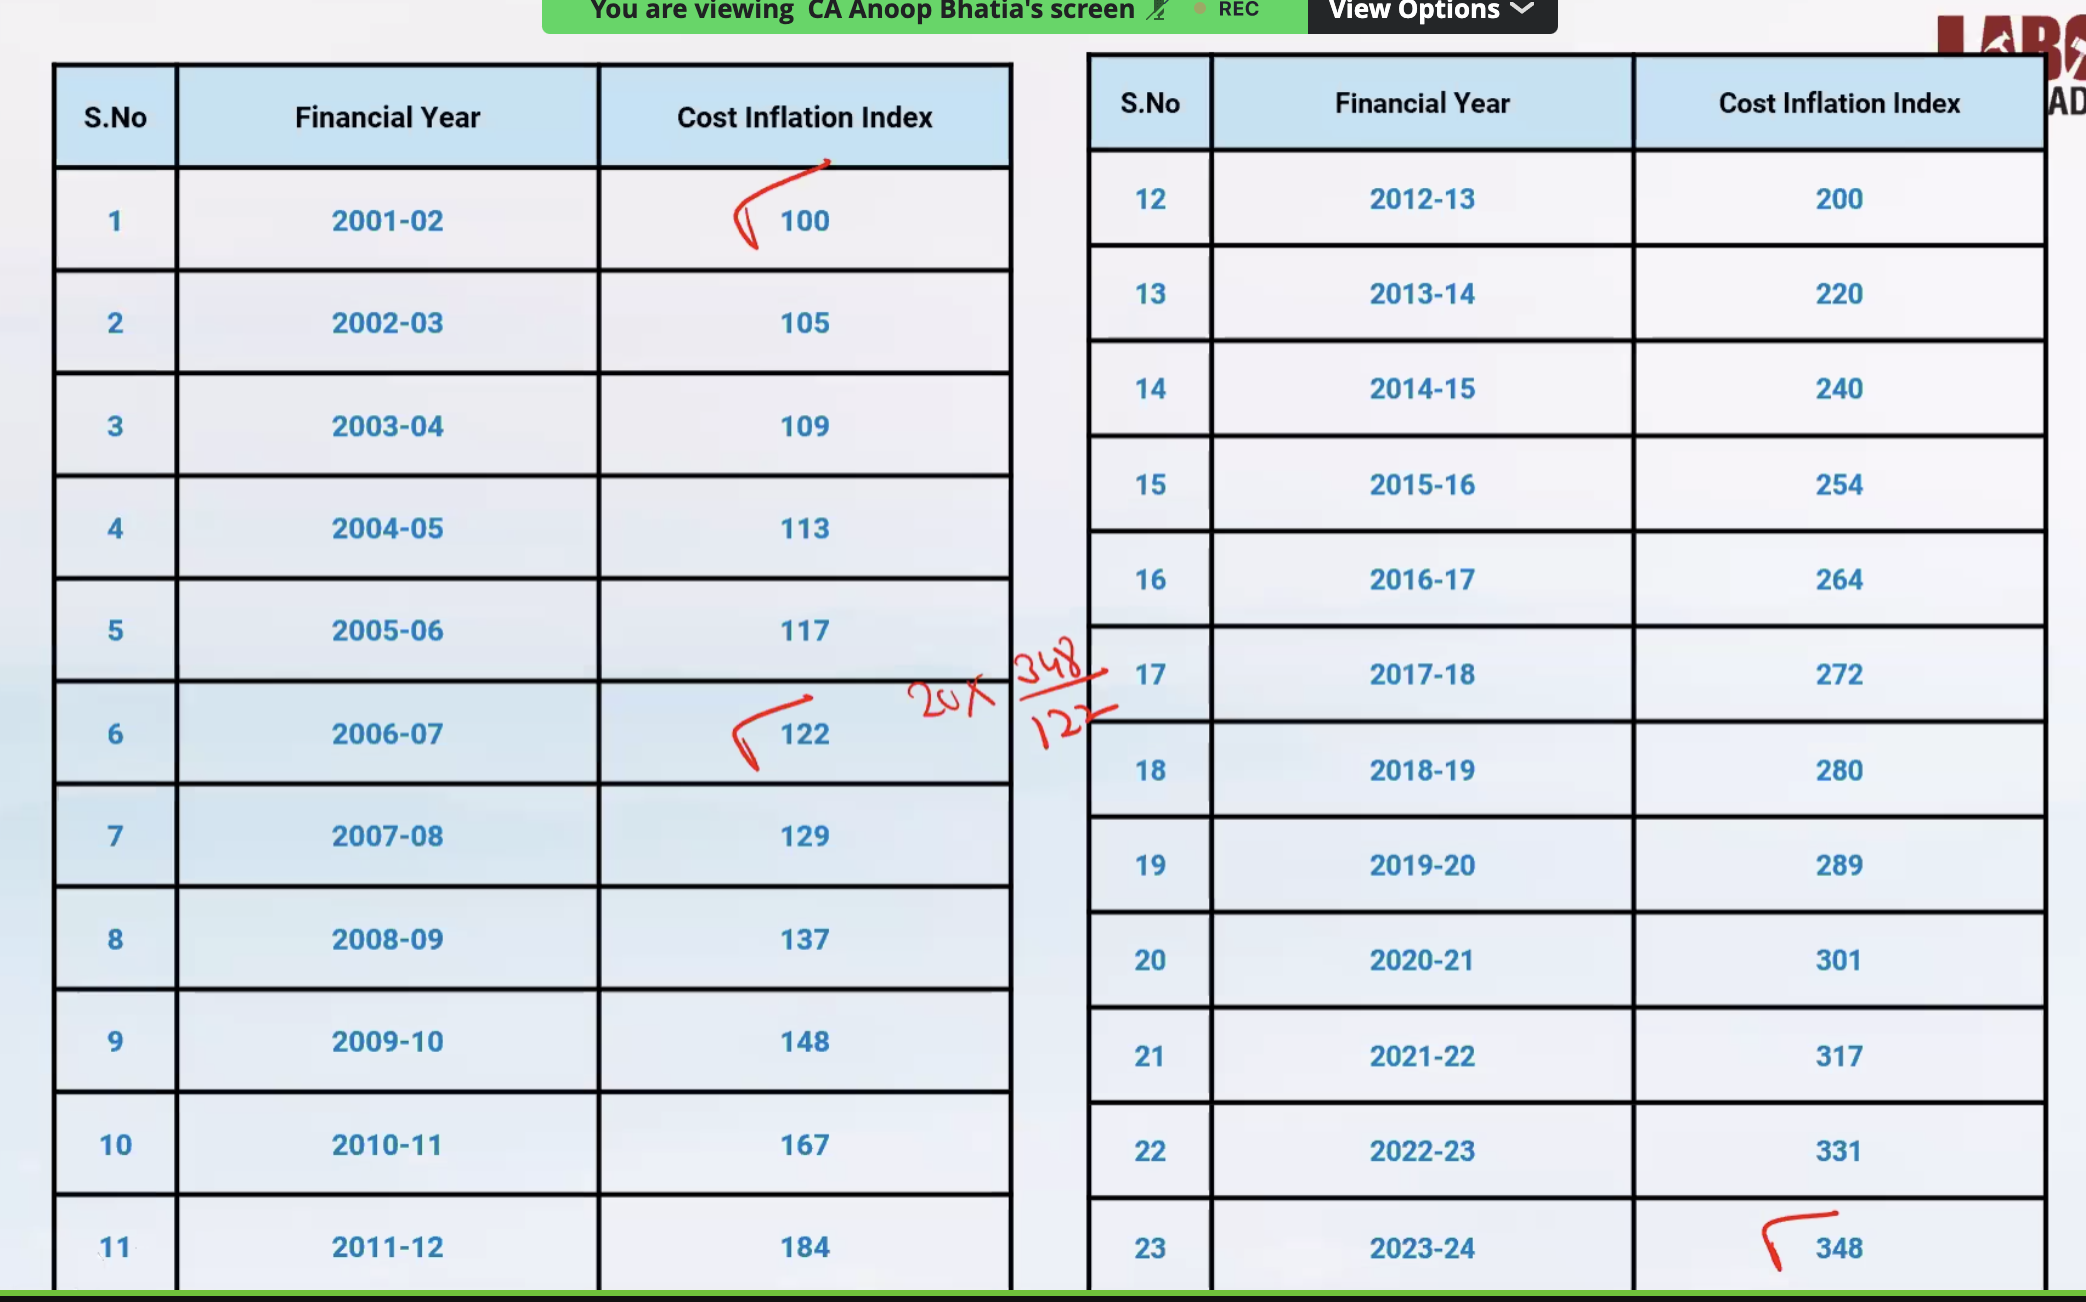 You are viewing CA Anoop Bhatia's screen REC View Options
S.No Financial Year Cost Inflation Index
1 2001-02 100
2 2002-03 105
3 2003-04 109
4 2004-05 113
5 2005-06 117
6 2006-07 122
7 2007-08 129
8 2008-09 137
9 2009-10 148
10 2010-11 167
11 2011-12 184
20 x 348
122
S.No Financial Year Cost Inflation Index
12 2012-13 200
13 2013-14 220
14 2014-15 240
15 2015-16 254
16 2016-17 264
17 2017-18 272
18 2018-19 280
19 2019-20 289
20 2020-21 301
21 2021-22 317
22 2022-23 331
23 2023-24 348